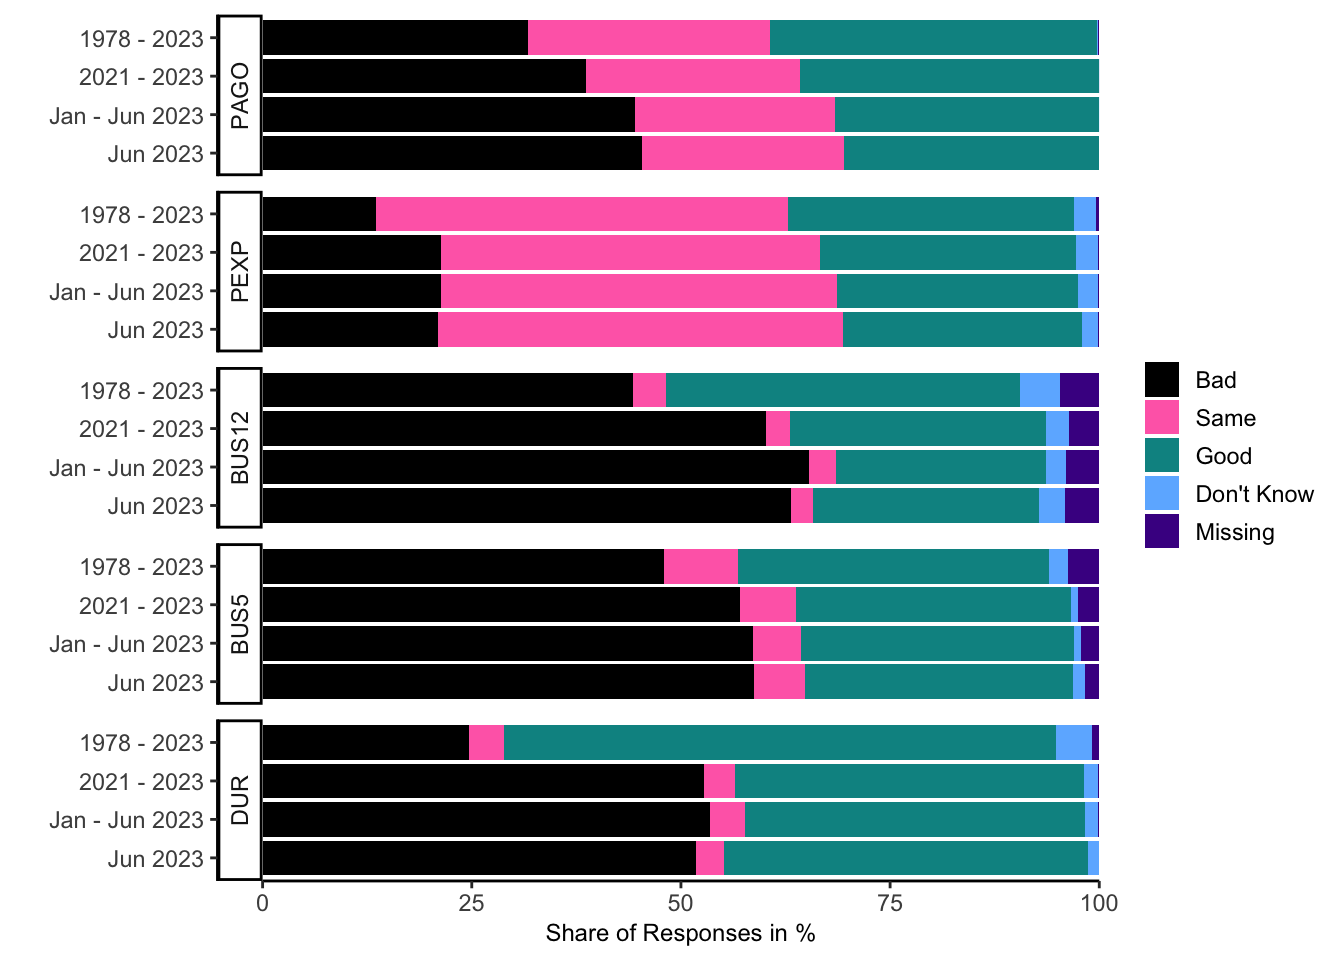 1978 - 2023
2021 - 2023
Jan - Jun 2023
Jun 2023
PAGO
1978 - 2023
2021 - 2023
Jan - Jun 2023
Jun 2023
PEXP
1978 - 2023
2021 - 2023
Jan - Jun 2023
Jun 2023
BUS12
1978 - 2023
2021 - 2023
Jan - Jun 2023
Jun 2023
BUS5
1978 - 2023
2021 - 2023
Jan - Jun 2023
Jun 2023
DUR
0 25 50 75 100
Share of Responses in %
Bad
Same
Good
Don't Know
Missing